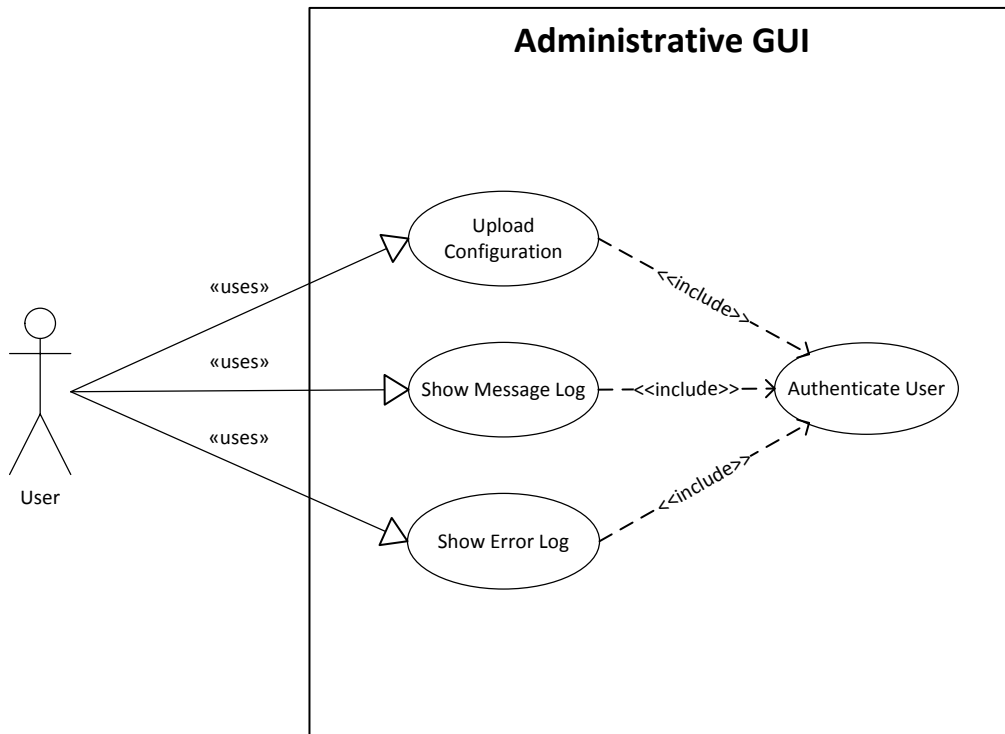 Administrative GUI
Upload
Configuration
«uses»
<<include>>
«uses»
Show Message Log
<<include>>
Authenticate User
«uses»
<<include>>
User
Show Error Log